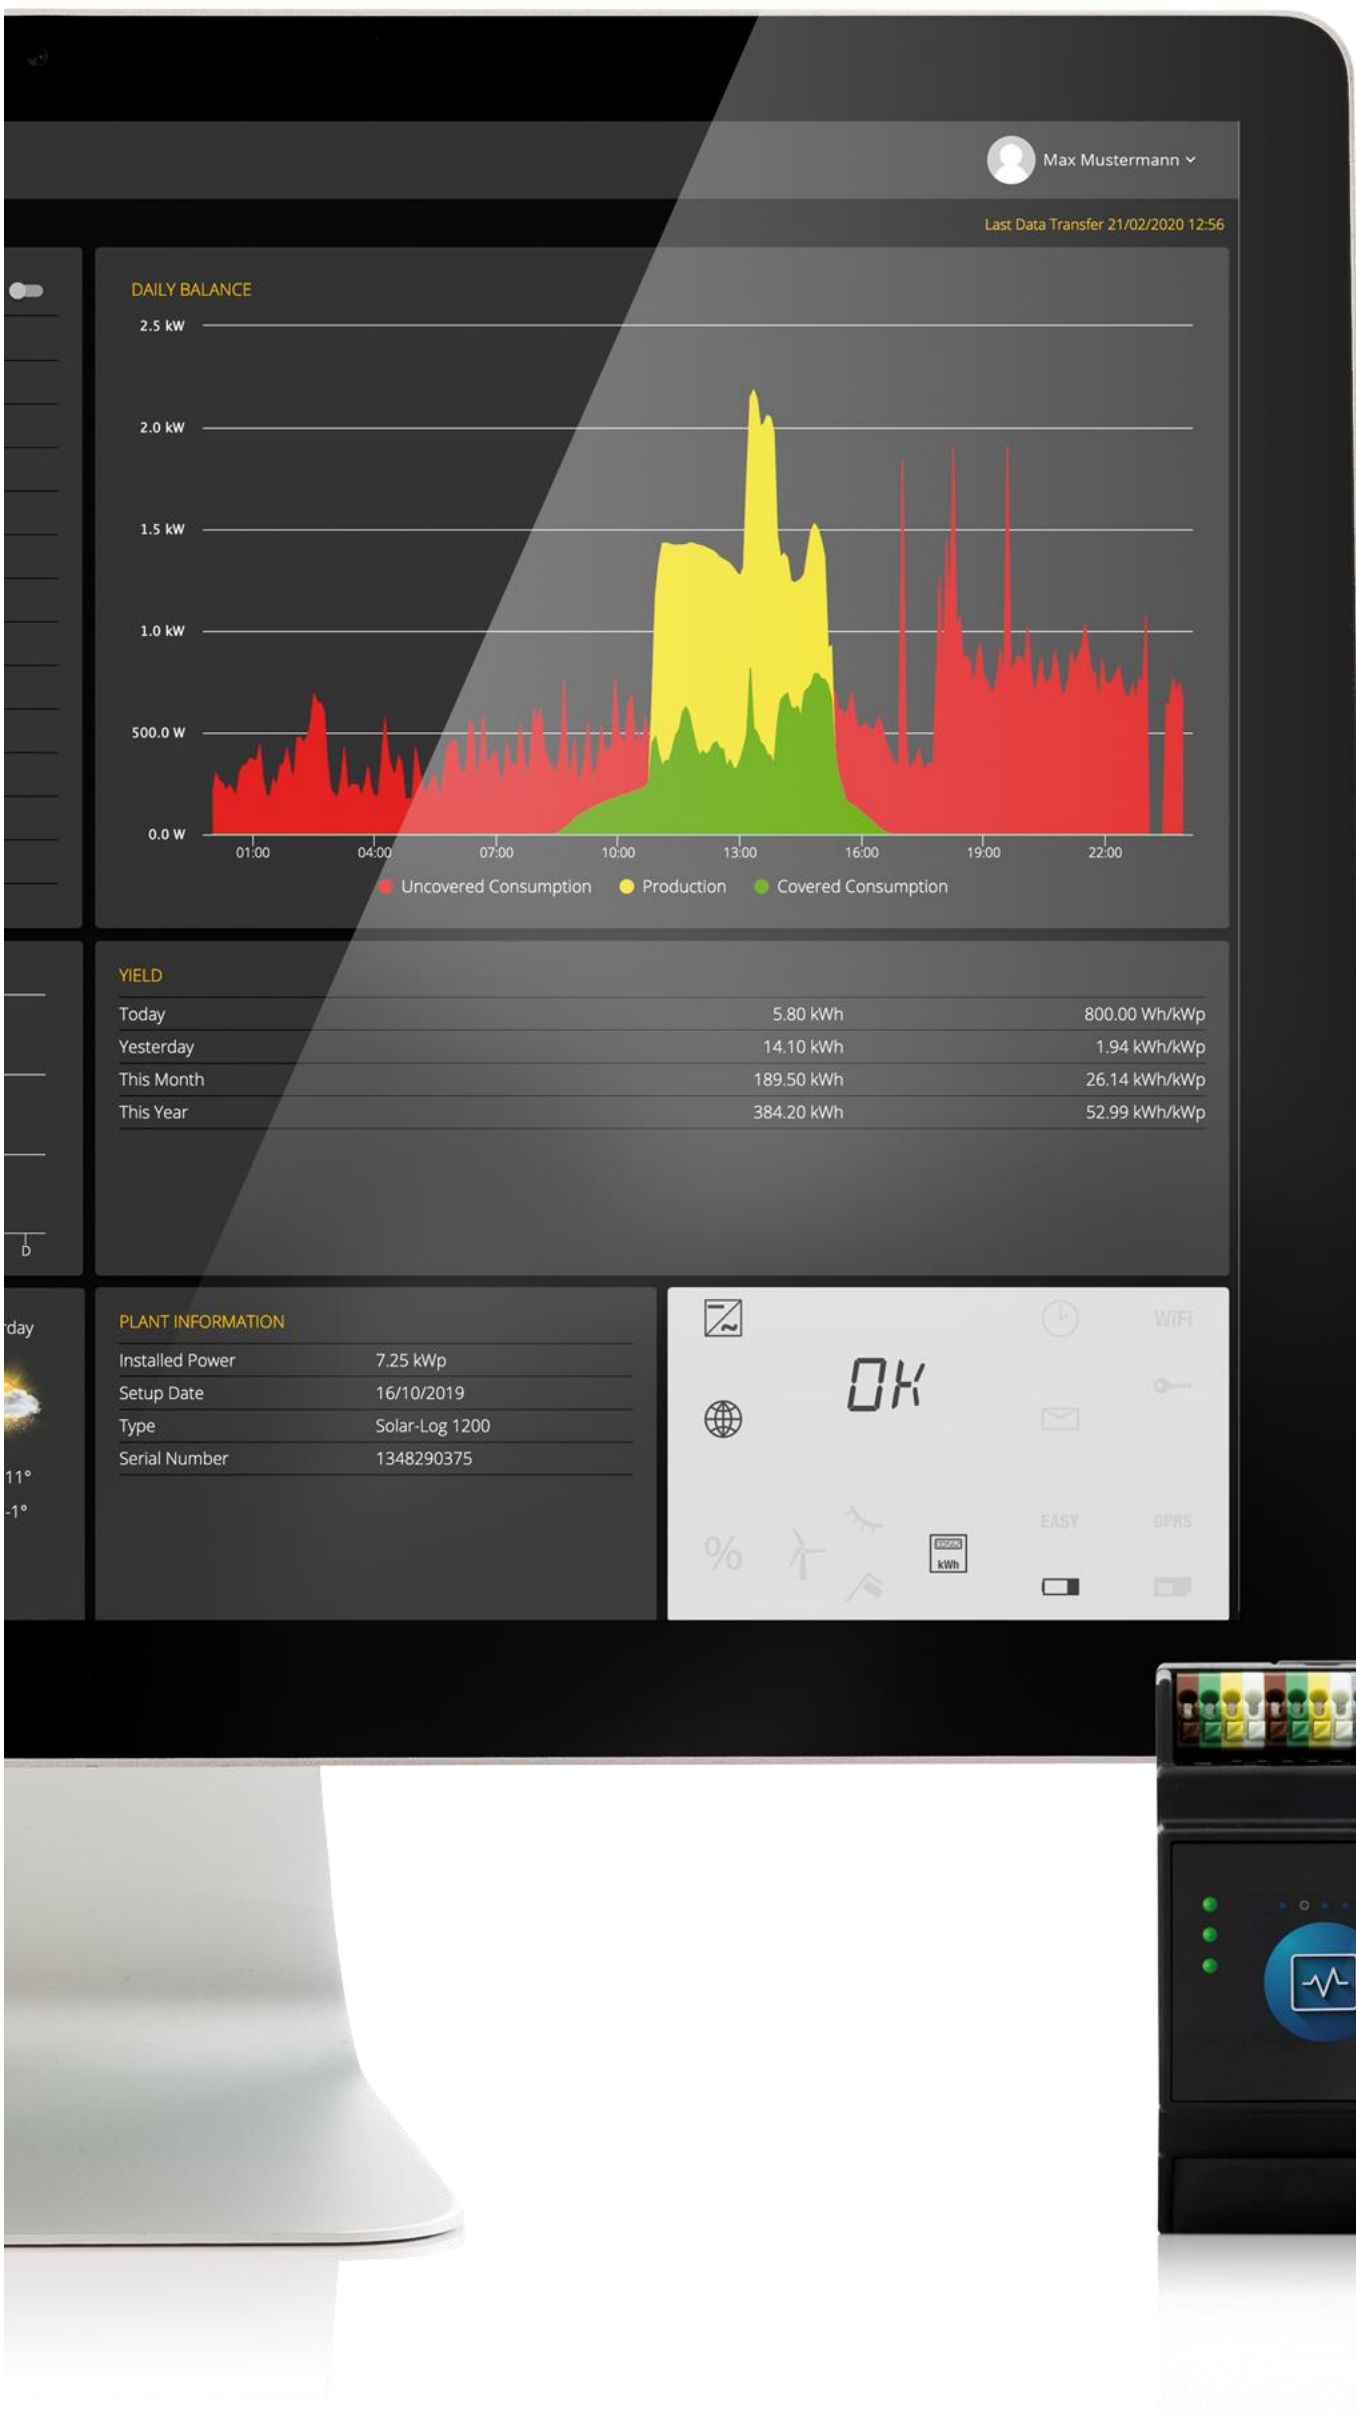 Max Mustermann
Last Data Transfer 21/02/2020 12:56
DAILY BALANCE
2.5 kW
2.0 kW
1.5 kW
1.0 kW
500.0 W
0.0 W
01:00 04:00 07:00 10:00 13:00 16:00 19:00 22:00
Uncovered Consumption Production Covered Consumption
YIELD
Today 5.80 kWh 800.00 Wh/kWp
Yesterday 14.10 kWh 1.94 kWh/kWp
This Month 189.50 kWh 26.14 kWh/kWp
This Year 384.20 kWh 52.99 kWh/kWp
D
rday
11°
-1°
PLANT INFORMATION
Installed Power 7.25 kWp
Setup Date 16/10/2019
Type Solar-Log 1200
Serial Number 1348290375
WiFi
OK
EASY GPRS
%
kWh